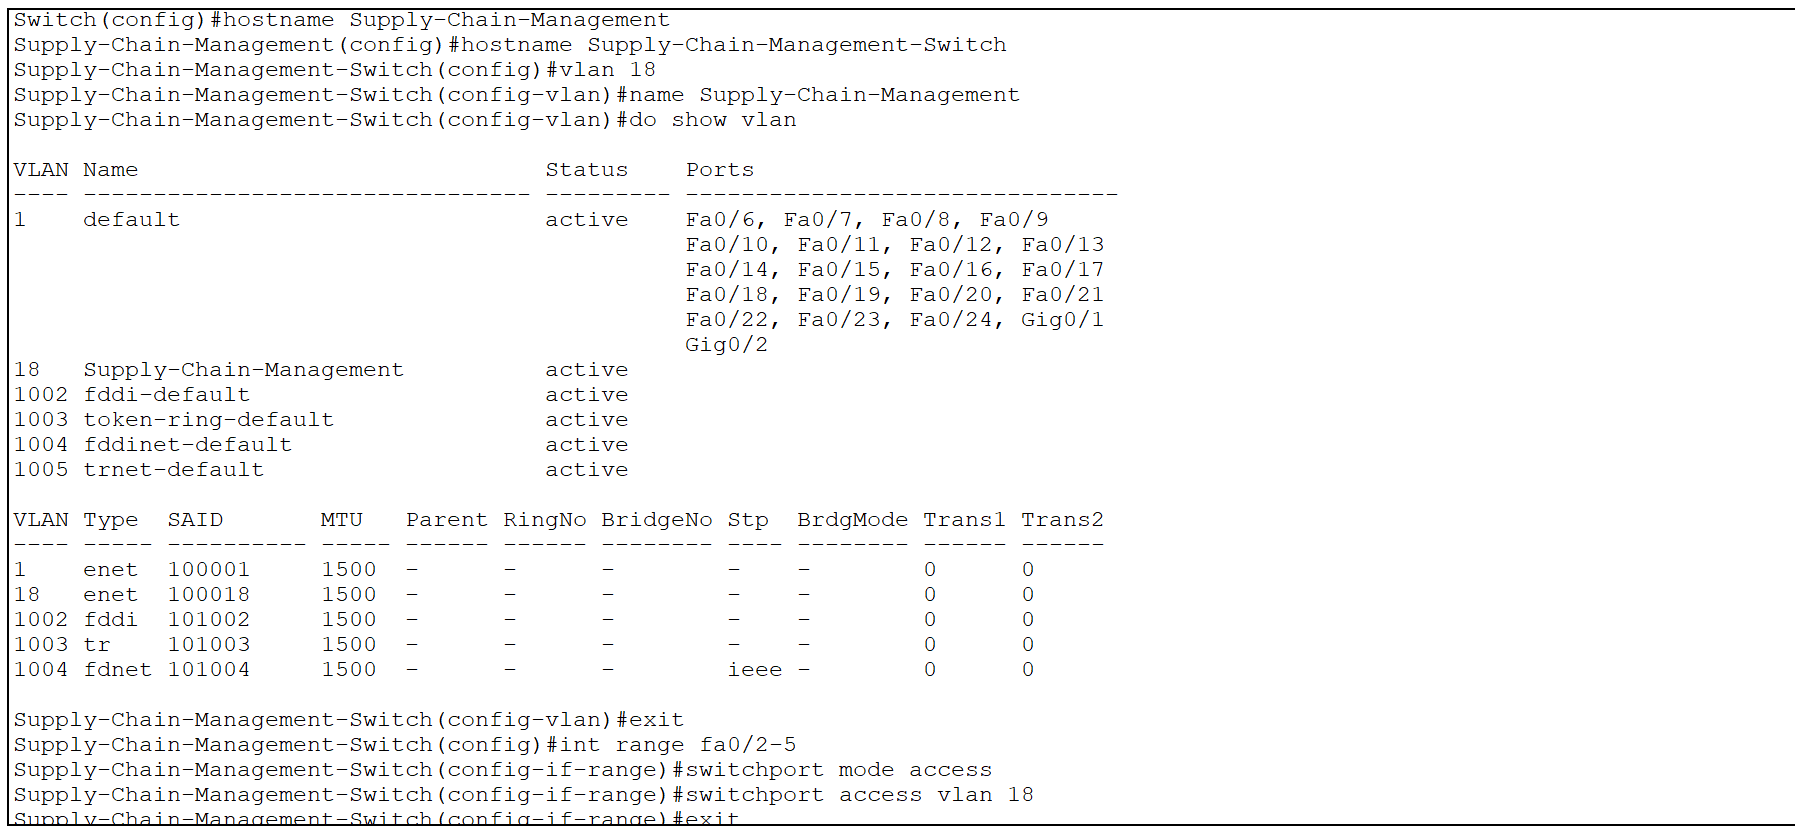 Switch(config)#hostname Supply-Chain-Management
Supply-Chain-Management(config)#hostname Supply-Chain-Management-Switch
Supply-Chain-Management-Switch(config)#vlan 18
Supply-Chain-Management-Switch(config-vlan)#name Supply-Chain-Management
Supply-Chain-Management-Switch(config-vlan)#do show vlan

VLAN Name                             Status    Ports
---- -------------------------------- --------- -------------------------------
1    default                          active    Fa0/6, Fa0/7, Fa0/8, Fa0/9
                                                Fa0/10, Fa0/11, Fa0/12, Fa0/13
                                                Fa0/14, Fa0/15, Fa0/16, Fa0/17
                                                Fa0/18, Fa0/19, Fa0/20, Fa0/21
                                                Fa0/22, Fa0/23, Fa0/24, Gig0/1
                                                Gig0/2
18   Supply-Chain-Management          active
1002 fddi-default                     active
1003 token-ring-default               active
1004 fddinet-default                  active
1005 trnet-default                    active

VLAN Type  SAID       MTU   Parent RingNo BridgeNo Stp  BrdgMode Trans1 Trans2
---- ----- ---------- ----- ------ ------ -------- ---- -------- ------ ------
1    enet  100001     1500  -      -      -        -    -        0      0
18   enet  100018     1500  -      -      -        -    -        0      0
1002 fddi  101002     1500  -      -      -        -    -        0      0
1003 tr    101003     1500  -      -      -        -    -        0      0
1004 fdnet 101004     1500  -      -      -        ieee -        0      0

Supply-Chain-Management-Switch(config-vlan)#exit
Supply-Chain-Management-Switch(config)#int range fa0/2-5
Supply-Chain-Management-Switch(config-if-range)#switchport mode access
Supply-Chain-Management-Switch(config-if-range)#switchport access vlan 18
Supply-Chain-Management-Switch(config-if-range)#exit